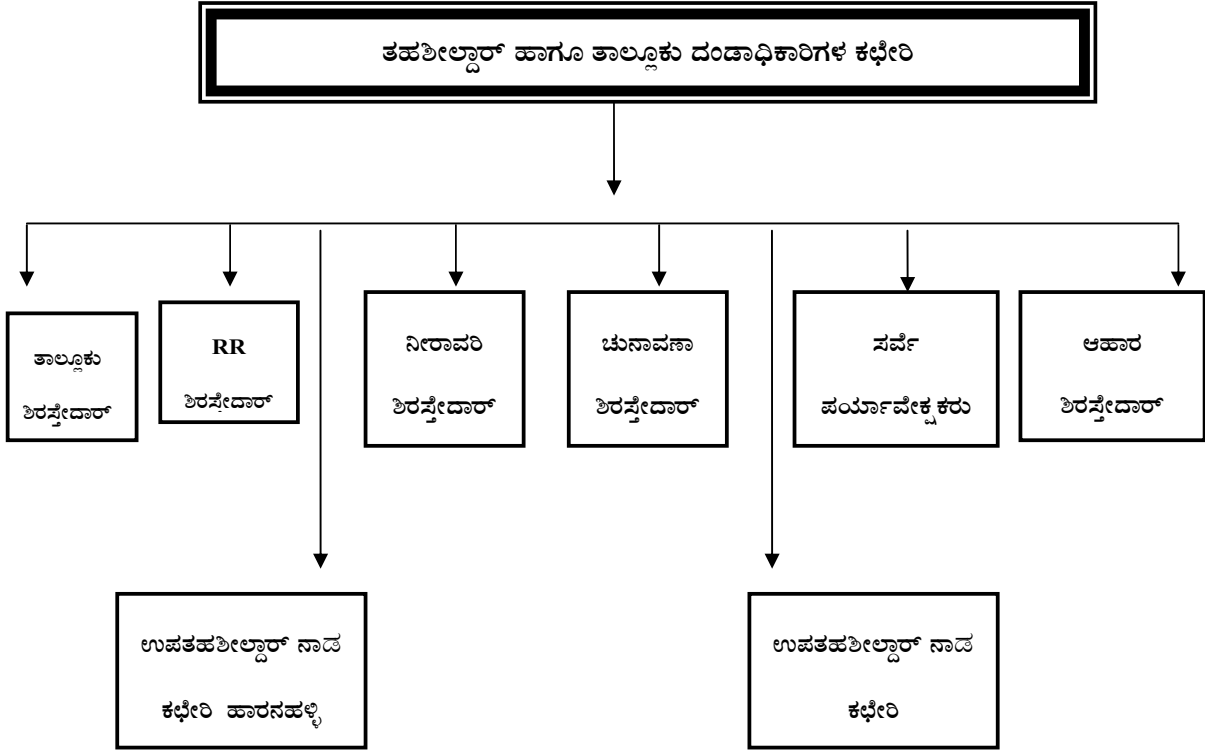 ತಹಶೀಲ್ದಾರ್ ಹಾಗೂ ತಾಲ್ಲೂಕು ದಂಡಾಧಿಕಾರಿಗಳ ಕಛೇರಿ
ತಾಲ್ಲೂಕು
ಶಿರಸ್ತೇದಾರ್
RR
ಶಿರಸ್ತೇದಾರ್
ನೀರಾವರಿ
ಶಿರಸ್ತೇದಾರ್
ಚುನಾವಣಾ
ಶಿರಸ್ತೇದಾರ್
ಸರ್ವೆ
ಪರ್ಯಾವೇಕ್ಷಕರು
ಆಹಾರ
ಶಿರಸ್ತೇದಾರ್
ಉಪತಹಶೀಲ್ದಾರ್ ನಾಡ
ಕಛೇರಿ ಹಾರನಹಳ್ಳಿ
ಉಪತಹಶೀಲ್ದಾರ್ ನಾಡ
ಕಛೇರಿ